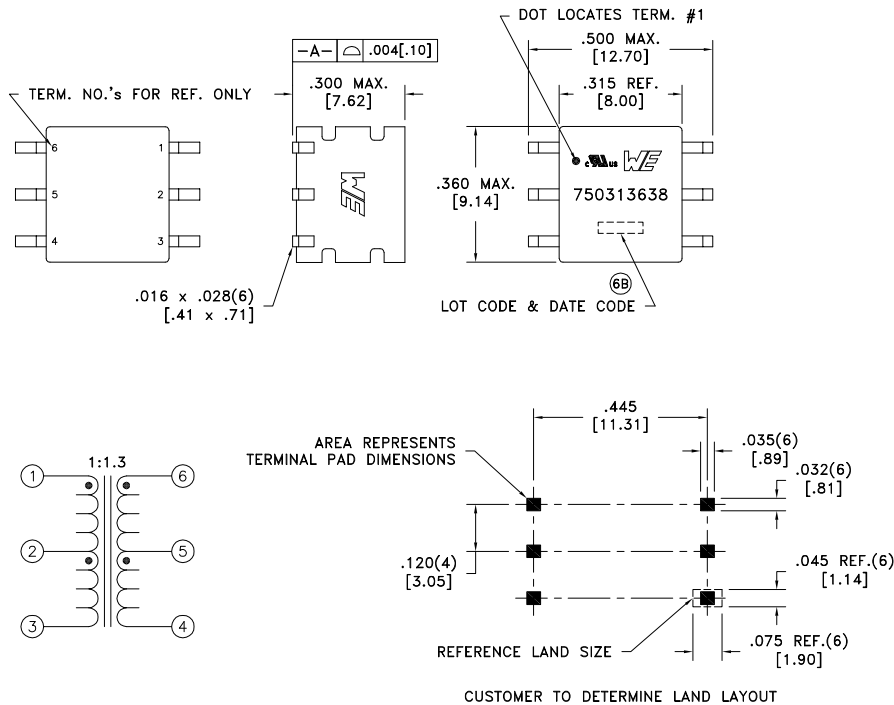 DOT LOCATES TERM. #1
-A- .004[.10]
.500 MAX.
[12.70]
.300 MAX.
[7.62]
.315 REF.
[8.00]
TERM. NO.'s FOR REF. ONLY
6 1
5 2
4 3
WE
c UL us WE
750313638
.360 MAX.
[9.14]
6B
.016 x .028(6)
[.41 x .71]
LOT CODE & DATE CODE
1:1.3
1 6
2 5
3 4
.445
[11.31]
AREA REPRESENTS
TERMINAL PAD DIMENSIONS
.035(6)
[.89]
.032(6)
[.81]
.120(4)
[3.05]
.045 REF.(6)
[1.14]
REFERENCE LAND SIZE
.075 REF.(6)
[1.90]
CUSTOMER TO DETERMINE LAND LAYOUT